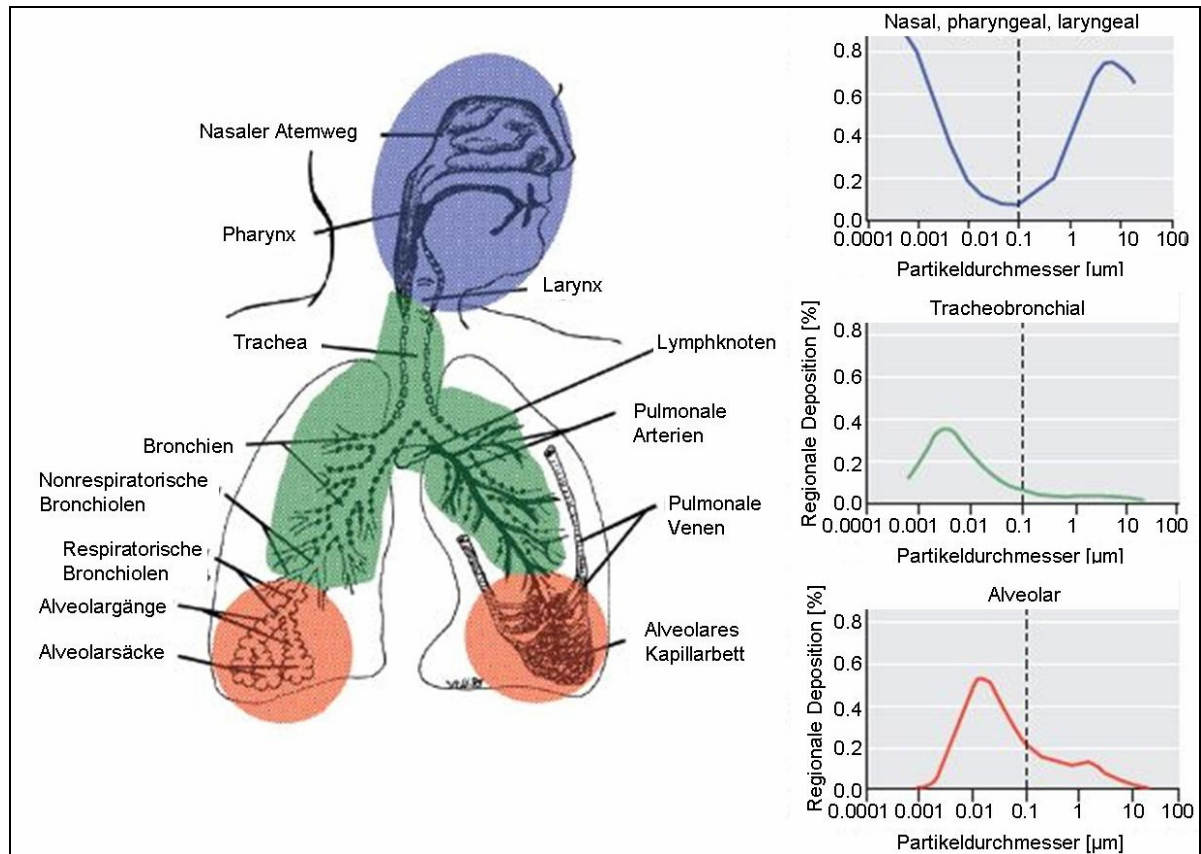 Nasaler Atemweg
Pharynx
Larynx
Trachea
Lymphknoten
Pulmonale
Arterien
Bronchien
Nonrespiratorische
Bronchiolen
Pulmonale
Venen
Respiratorische
Bronchiolen
Alveolargänge
Alveolarsäcke
Alveolares
Kapillarbett
Nasal, pharyngeal, laryngeal
0.8
0.6
0.4
0.2
0.0
0.0001 0.001 0.01 0.1 1 10 100
Partikeldurchmesser [µm]
Tracheobronchial
Regionale Deposition [%]
0.8
0.6
0.4
0.2
0.0
0.0001 0.001 0.01 0.1 1 10 100
Partikeldurchmesser [µm]
Alveolar
Regionale Deposition [%]
0.8
0.6
0.4
0.2
0.0
0.0001 0.001 0.01 0.1 1 10 100
Partikeldurchmesser [µm]